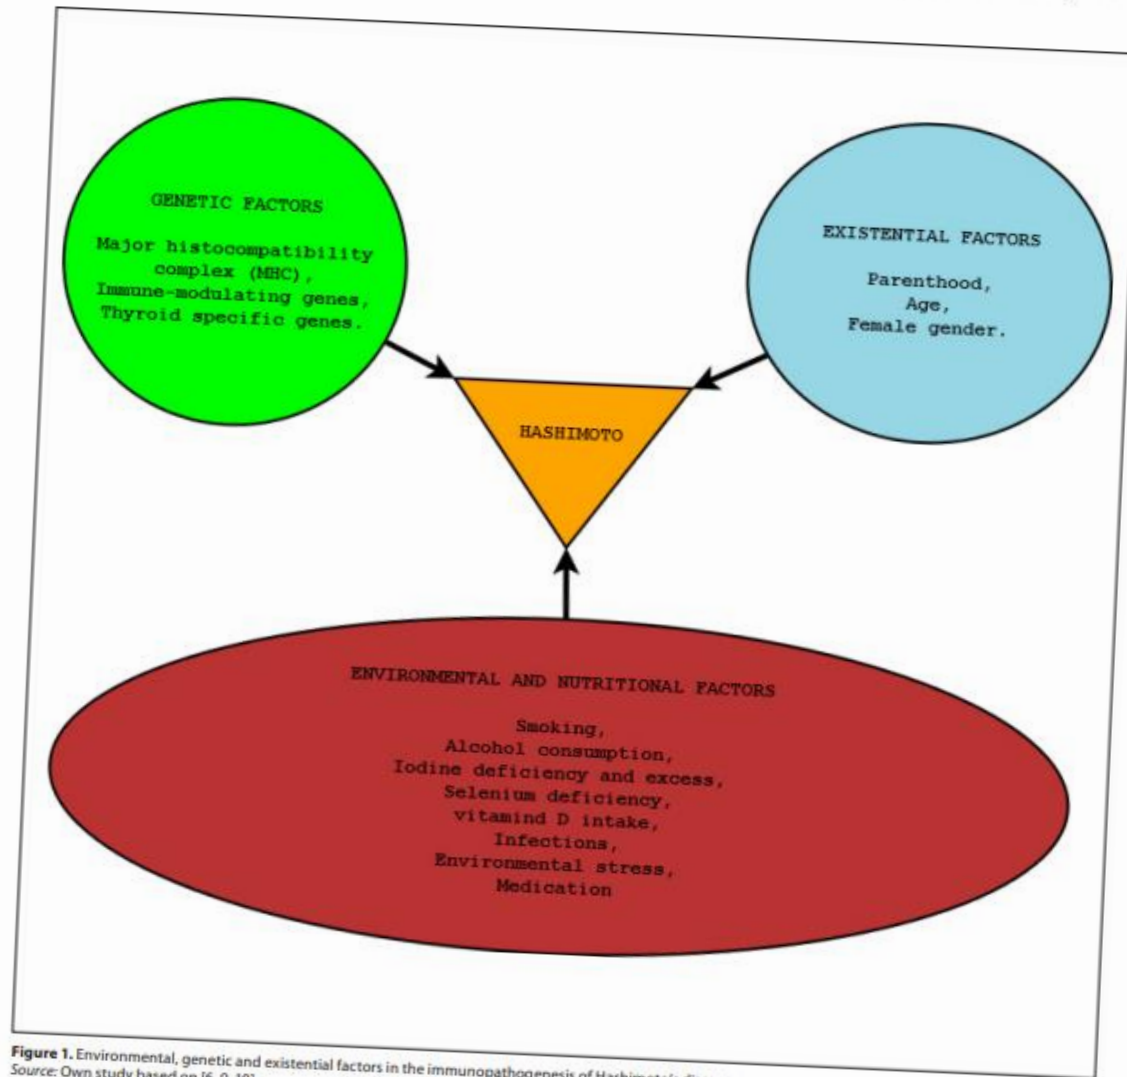 GENETIC FACTORS
Major histocompatibility
complex (MHC),
Immune-modulating genes,
Thyroid specific genes.
EXISTENTIAL FACTORS
Parenthood,
Age,
Female gender.
HASHIMOTO
ENVIRONMENTAL AND NUTRITIONAL FACTORS
Smoking,
Alcohol consumption,
Iodine deficiency and excess,
Selenium deficiency,
vitamind D intake,
Infections,
Environmental stress,
Medication
Figure 1. Environmental, genetic and existential factors in the immunopathogenesis of Hashimoto's
Source: Own study based on